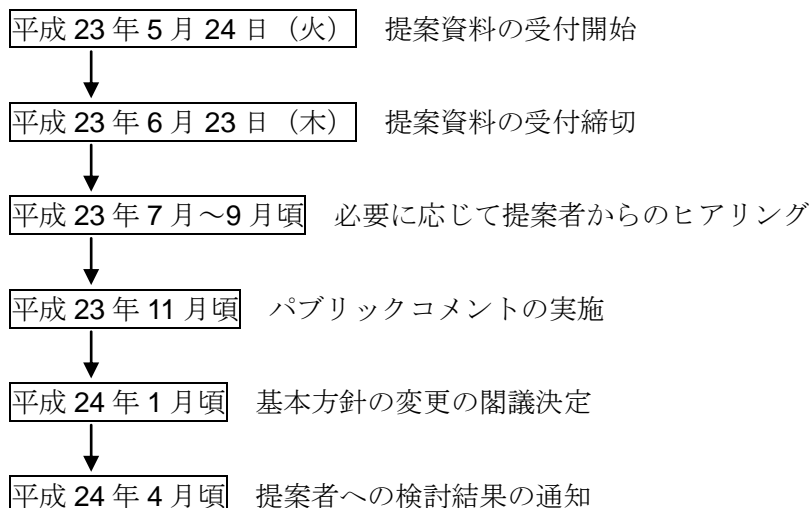 平成 23 年 5 月 24 日（火） 提案資料の受付開始
平成 23 年 6 月 23 日（木） 提案資料の受付締切
平成 23 年 7 月～9 月頃 必要に応じて提案者からのヒアリング
平成 23 年 11 月頃 パブリックコメントの実施
平成 24 年 1 月頃 基本方針の変更の閣議決定
平成 24 年 4 月頃 提案者への検討結果の通知